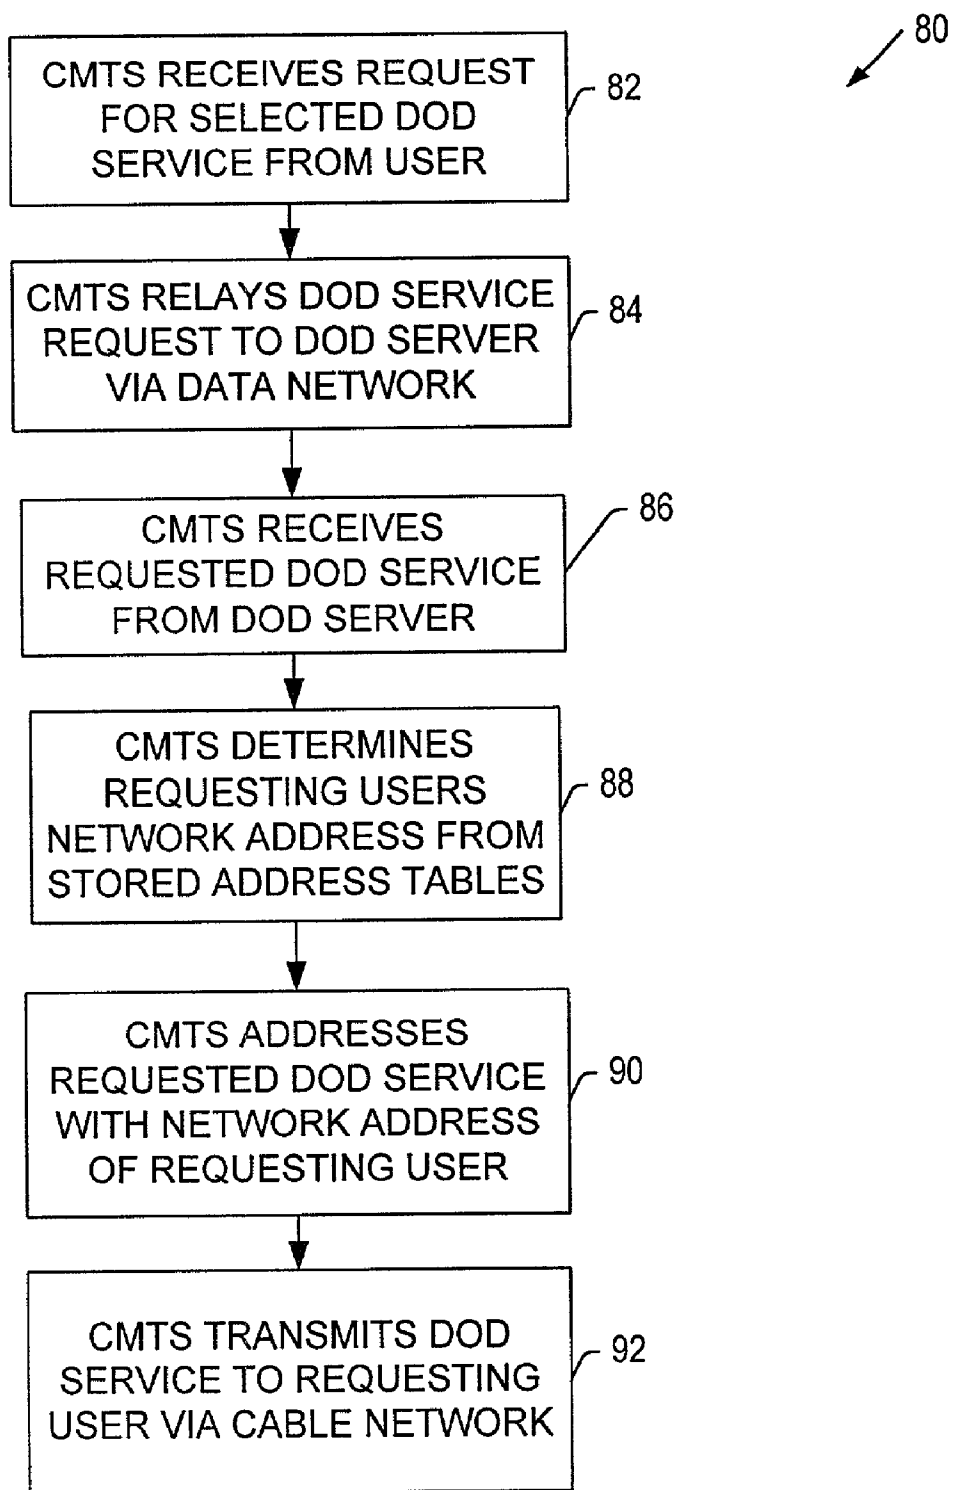 80
CMTS RECEIVES REQUEST
FOR SELECTED DOD
SERVICE FROM USER
82
CMTS RELAYS DOD SERVICE
REQUEST TO DOD SERVER
VIA DATA NETWORK
84
CMTS RECEIVES
REQUESTED DOD SERVICE
FROM DOD SERVER
86
CMTS DETERMINES
REQUESTING USERS
NETWORK ADDRESS FROM
STORED ADDRESS TABLES
88
CMTS ADDRESSES
REQUESTED DOD SERVICE
WITH NETWORK ADDRESS
OF REQUESTING USER
90
CMTS TRANSMITS DOD
SERVICE TO REQUESTING
USER VIA CABLE NETWORK
92